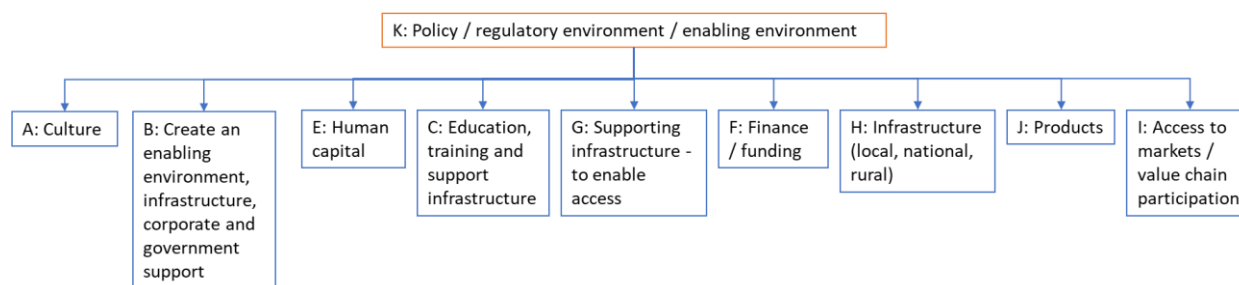 K: Policy / regulatory environment / enabling environment
A: Culture
B: Create an
enabling
environment,
infrastructure,
corporate and
government
support
E: Human
capital
C: Education,
training and
support
infrastructure
G: Supporting
infrastructure -
to enable
access
F: Finance
/ funding
H: Infrastructure
(local, national,
rural)
J: Products
I: Access to
markets /
value chain
participation